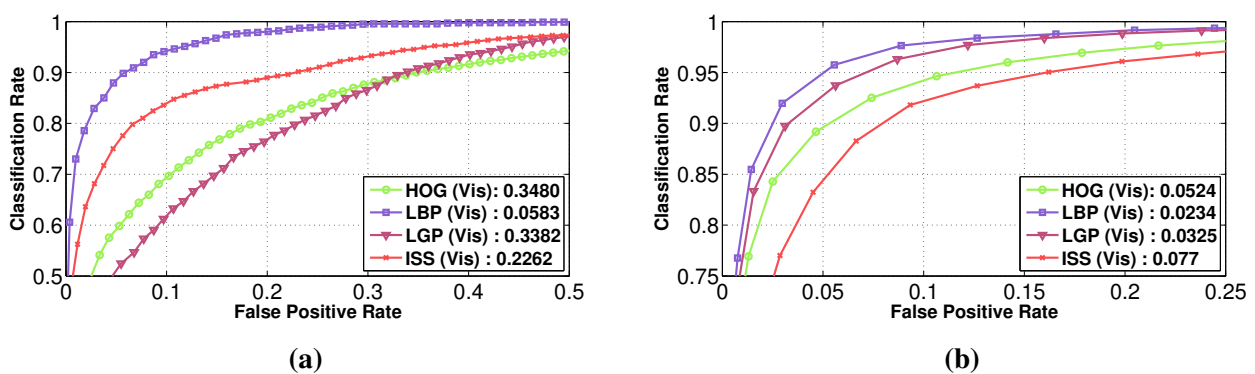 1
0.9
0.8
0.7
0.6
0.5
Classification Rate
0
0.1
0.2
0.3
0.4
0.5
False Positive Rate
HOG (Vis): 0.3480
LBP (Vis) : 0.0583
LGP (Vis) : 0.3382
ISS (Vis) : 0.2262
(a)
1
0.95
0.9
0.85
0.8
0.75
Classification Rate
0
0.05
0.1
0.15
0.2
0.25
False Positive Rate
HOG (Vis): 0.0524
LBP (Vis) : 0.0234
LGP (Vis) : 0.0325
ISS (Vis) : 0.077
(b)